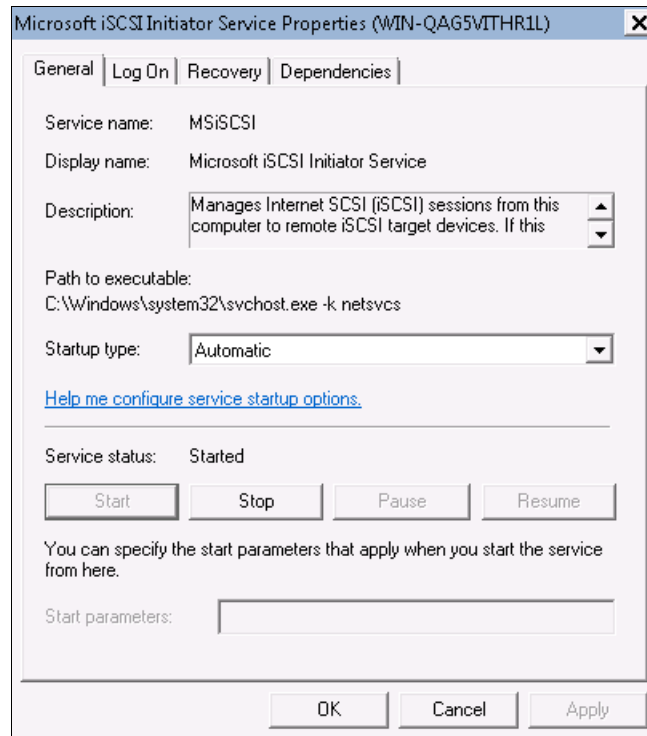 Microsoft iSCSI Initiator Service Properties (WIN-QAG5VITHR1L)
General Log On Recovery Dependencies
Service name: MSiSCSI
Display name: Microsoft iSCSI Initiator Service
Description: Manages Internet SCSI (iSCSI) sessions from this
computer to remote iSCSI target devices. If this
Path to executable:
C:\Windows\system32\svchost.exe -k netsvcs
Startup type: Automatic
Help me configure service startup options.
Service status: Started
Start Stop Pause Resume
You can specify the start parameters that apply when you start the service
from here.
Start parameters:
OK Cancel Apply